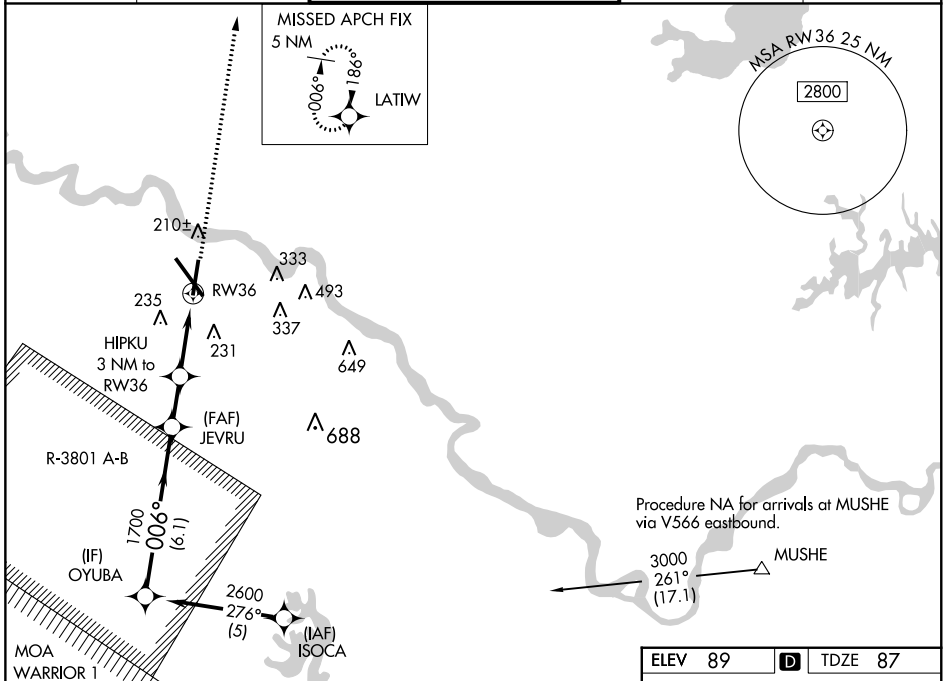 MISSED APCH FIX
5 NM
006°
186°
LATIW
MSA RW36 25 NM
2800
210±
RW36
333
493
337
235
231
649
HIPKU
3 NM to
RW36
(FAF)
JEVRU
688
R-3801 A-B
1700
006°
(6.1)
(IF)
OYUBA
2600
276°
(5)
(IAF)
ISOCA
MOA
WARRIOR 1
Procedure NA for arrivals at MUSHE
via V566 eastbound.
MUSHE
3000
261°
(17.1)
ELEV 89 D TDZE 87